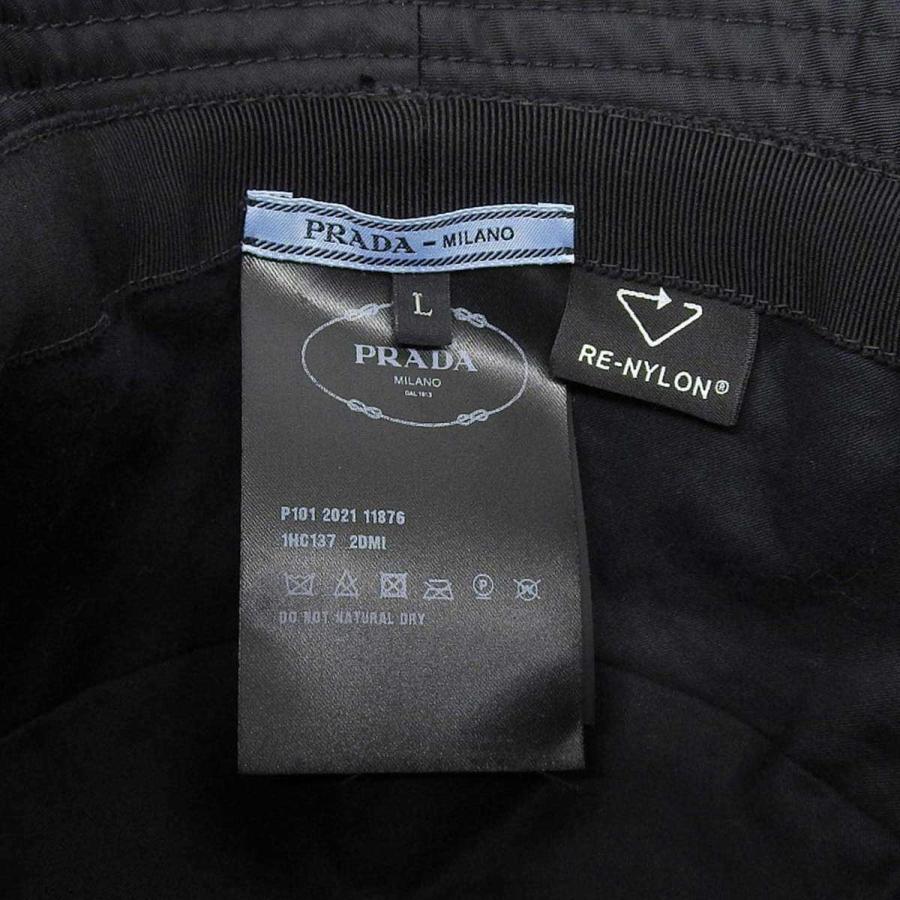 PRADA - MILANO
L
RE-NYLON®
PRADA
MILANO
DAL 1913
P101 2021 11876
1HC137 2DMI
P
W
DO NOT NATURAL DRY